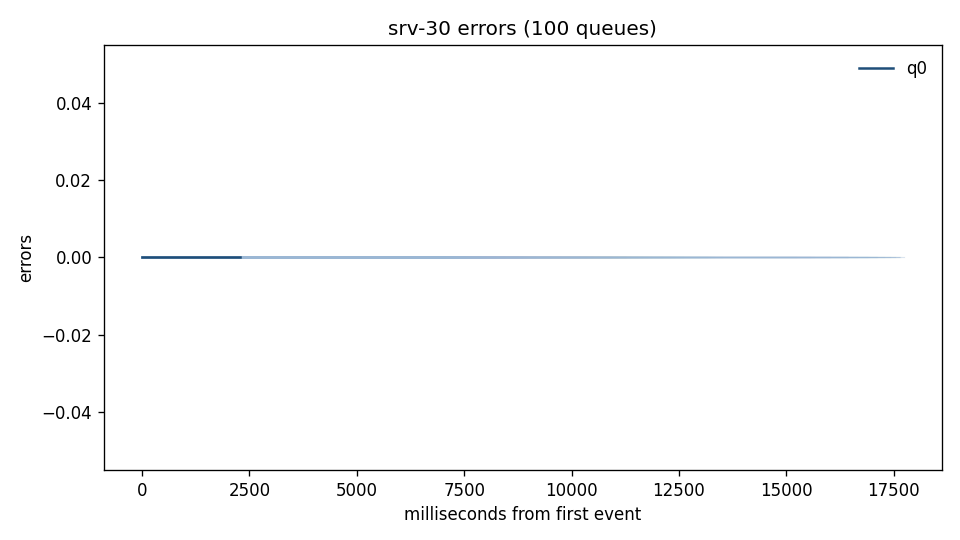 srv-30 errors (100 queues)
q0
0.04
0.02
0.00
−0.02
−0.04
errors
0 2500 5000 7500 10000 12500 15000 17500
milliseconds from first event